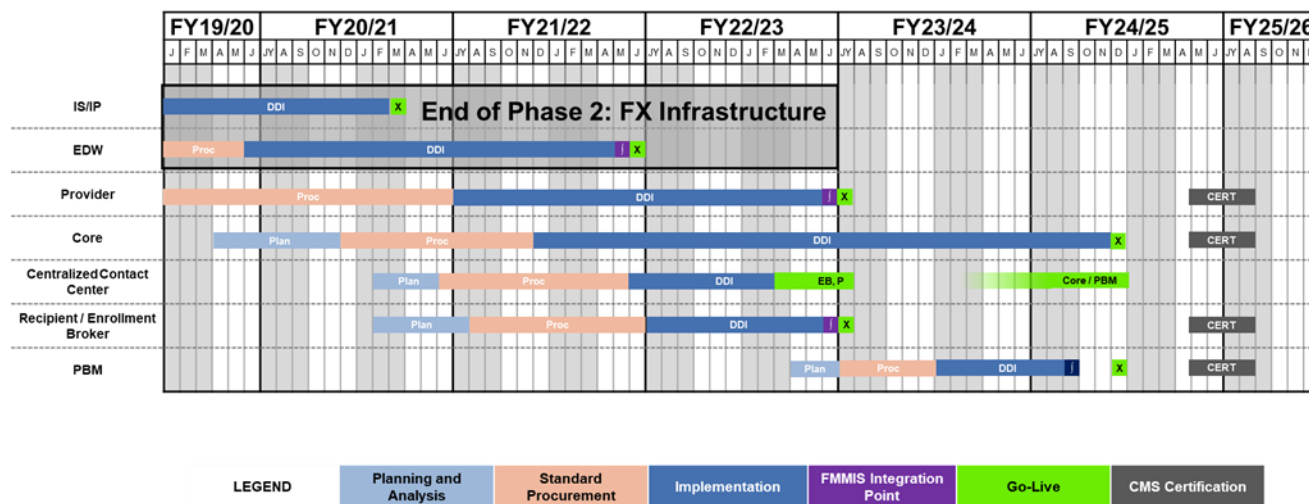 FY19/20 FY20/21 FY21/22 FY22/23 FY23/24 FY24/25 FY25/26
J F M A M J JY A S O N D J F M A M J JY A S O N D J F M A M J JY A S O N D J F M A M J JY A S O N D J F M A M J JY A S O N D J F M A M J JY A S O N
IS/IP DDI X
End of Phase 2: FX Infrastructure
EDW Proc DDI ∫ X
Provider Proc DDI ∫ X CERT
Core Plan Proc DDI X CERT
Centralized Contact
Center
Plan Proc DDI EB, P Core / PBM
Recipient / Enrollment
Broker
Plan Proc DDI ∫ X CERT
PBM Plan Proc DDI ∫ X CERT
LEGEND
Planning and
Analysis
Standard
Procurement
Implementation
FMMIS Integration
Point
Go-Live
CMS Certification